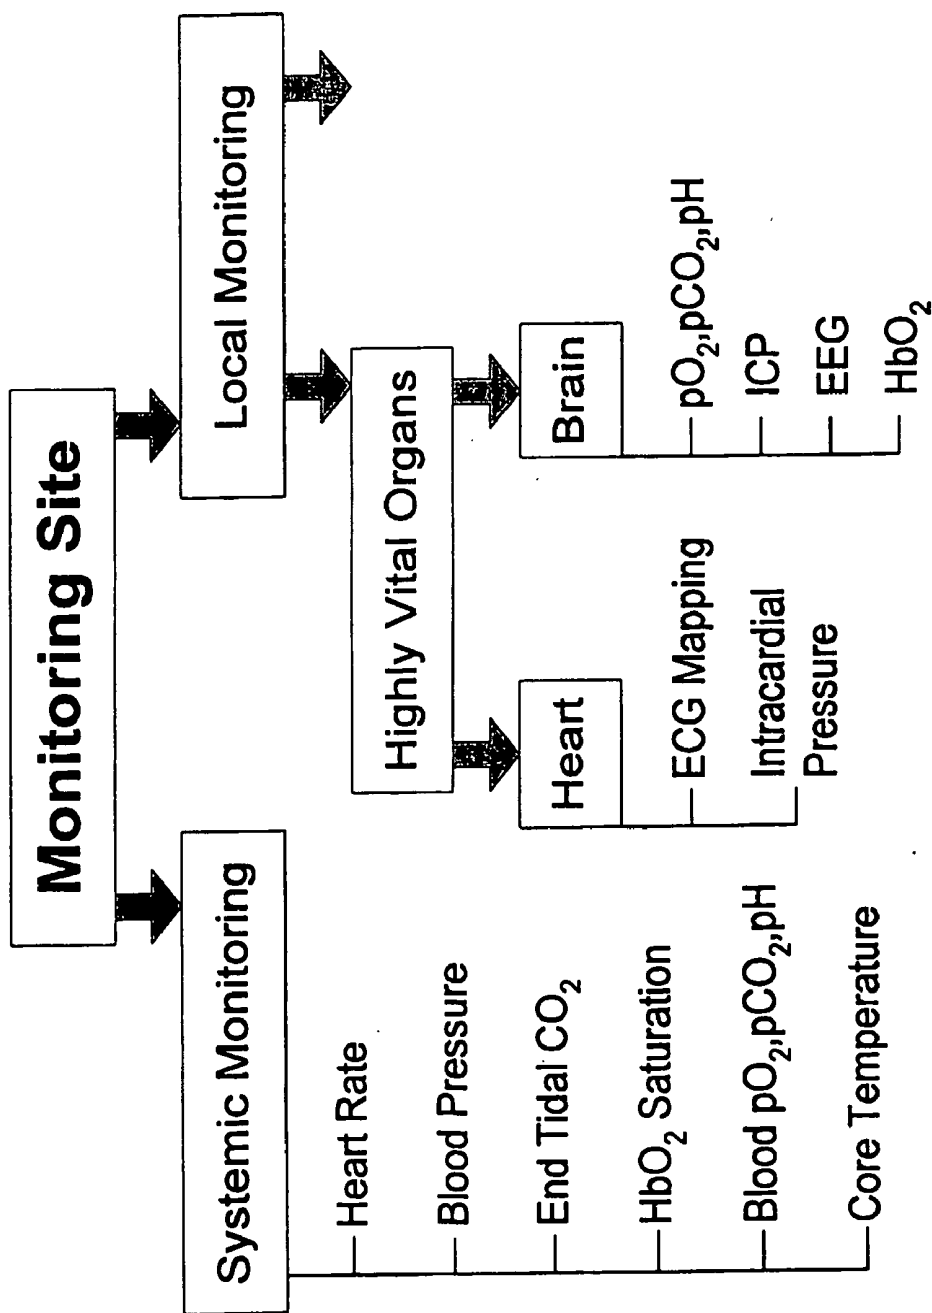 Monitoring Site
Systemic Monitoring
Heart Rate
Blood Pressure
End Tidal CO₂
HbO₂ Saturation
Blood pO₂,pCO₂,pH
Core Temperature
Local Monitoring
Highly Vital Organs
Heart
ECG Mapping
Intracardial
Pressure
Brain
pO₂,pCO₂,pH
ICP
EEG
HbO₂